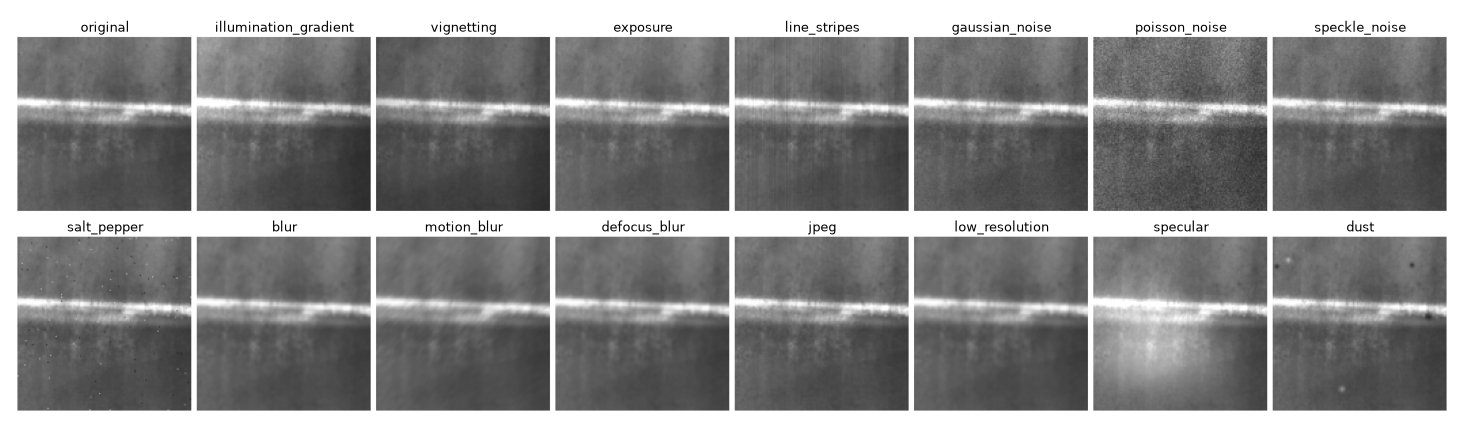 original illumination_gradient vignetting exposure line_stripes gaussian_noise poisson_noise speckle_noise
salt_pepper blur motion_blur defocus_blur jpeg low_resolution specular dust